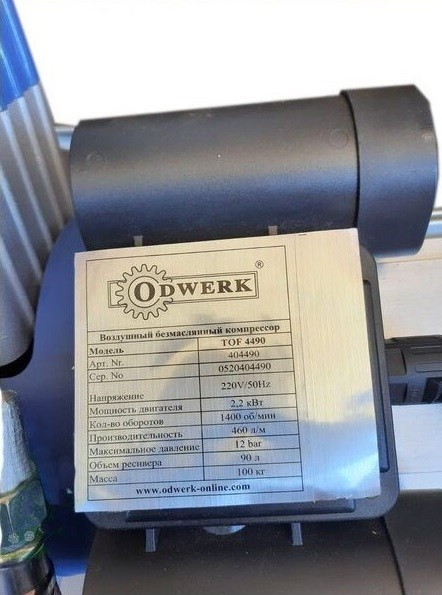 ODWERK ®
Воздушный безмаслянный компрессор
Модель TOF 4490
Арт. Nr. 404490
Сер. No 0520404490
Напряжение 220V/50Hz
Мощность двигателя 2,2 кВт
Кол-во оборотов 1400 об/мин
Производительность 460 л/м
Максимальное давление 12 bar
Объем ресивера 90 л
Масса 100 кг
www.odwerk-online.com